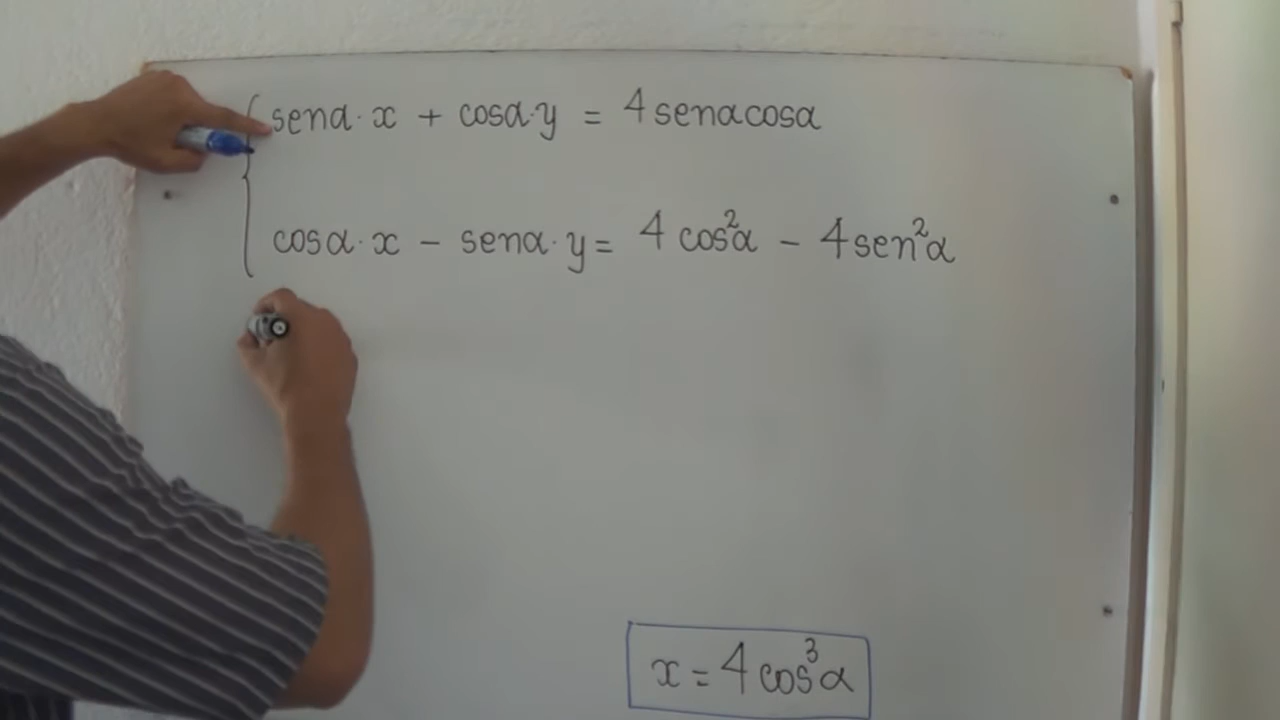 senα·x + cosα·y = 4senαcosα
cosα·x - senα·y = 4cos²α - 4sen²α
x = 4cos³α